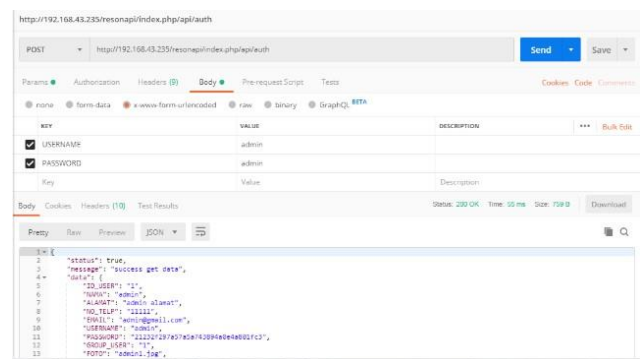 http://192.168.43.235/resonapi/index.php/api/auth
POST http://192.168.43.235/resonapi/index.php/api/auth Send Save
Params Authorization Headers (9) Body Pre-request Script Tests Cookies Code Comments
none form-data x-www-form-urlencoded raw binary GraphQL BETA
KEY VALUE DESCRIPTION ••• Bulk Edit
USERNAME admin
PASSWORD admin
Key Value Description
Body Cookies Headers (10) Test Results Status: 200 OK Time: 55 ms Size: 759 B Download
Pretty Raw Preview JSON
1 {
2 "status": true,
3 "message": "success get data",
4 "data": {
5 "ID_USER": "1",
6 "NAMA": "admin",
7 "ALAMAT": "admin alamat",
8 "NO_TELP": "11111",
9 "EMAIL": "admin@gmail.com",
10 "USERNAME": "admin",
11 "PASSWORD": "21232f297a57a5a743894a0e4a801fc3",
12 "GROUP_USER": "1",
13 "FOTO": "admin1.jpg",